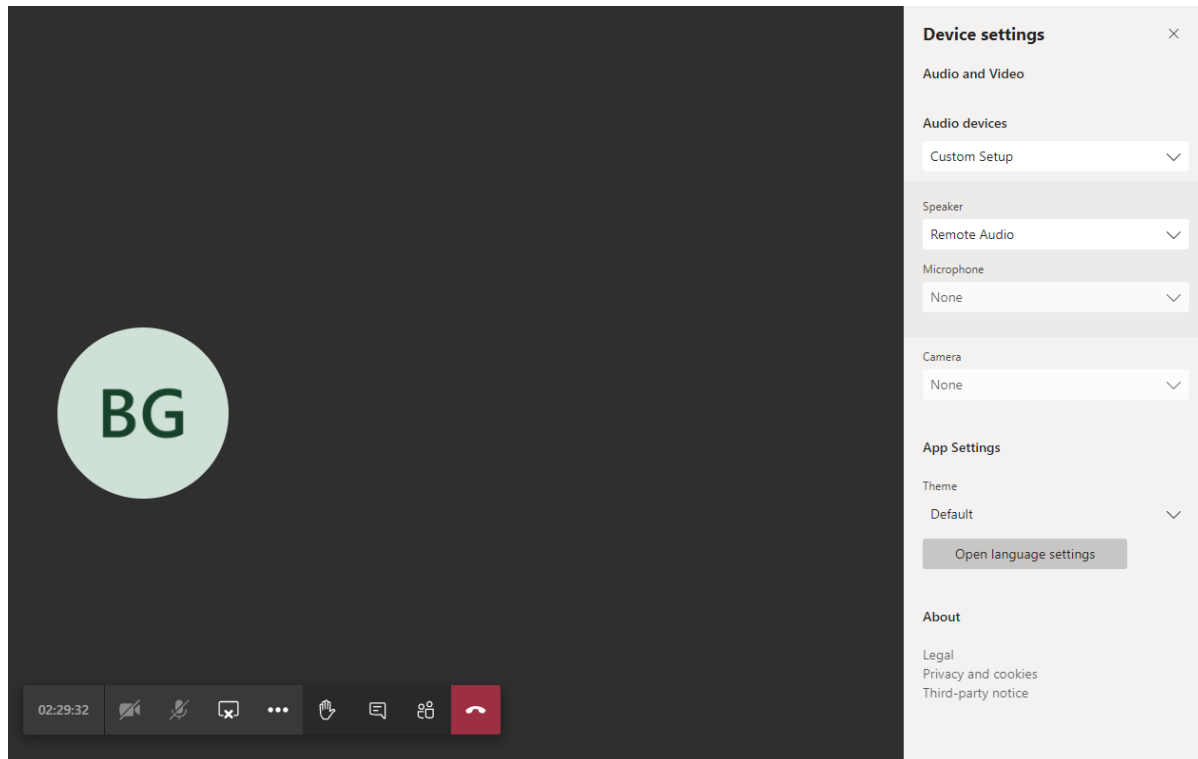 Device settings
Audio and Video
Audio devices
Custom Setup
Speaker
Remote Audio
Microphone
None
Camera
None
App Settings
Theme
Default
Open language settings
About
Legal
Privacy and cookies
Third-party notice
BG
02:29:32